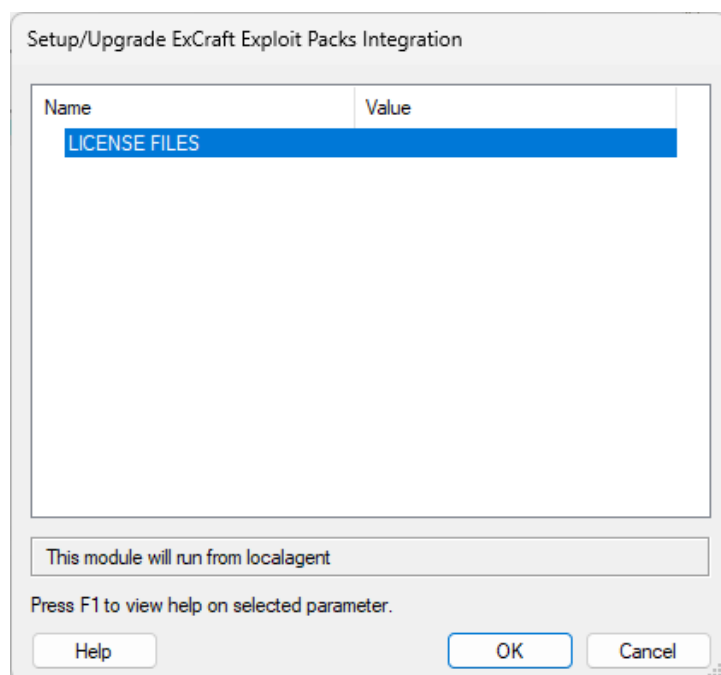 Setup/Upgrade ExCraft Exploit Packs Integration
Name Value
LICENSE FILES
This module will run from localagent
Press F1 to view help on selected parameter.
Help OK Cancel